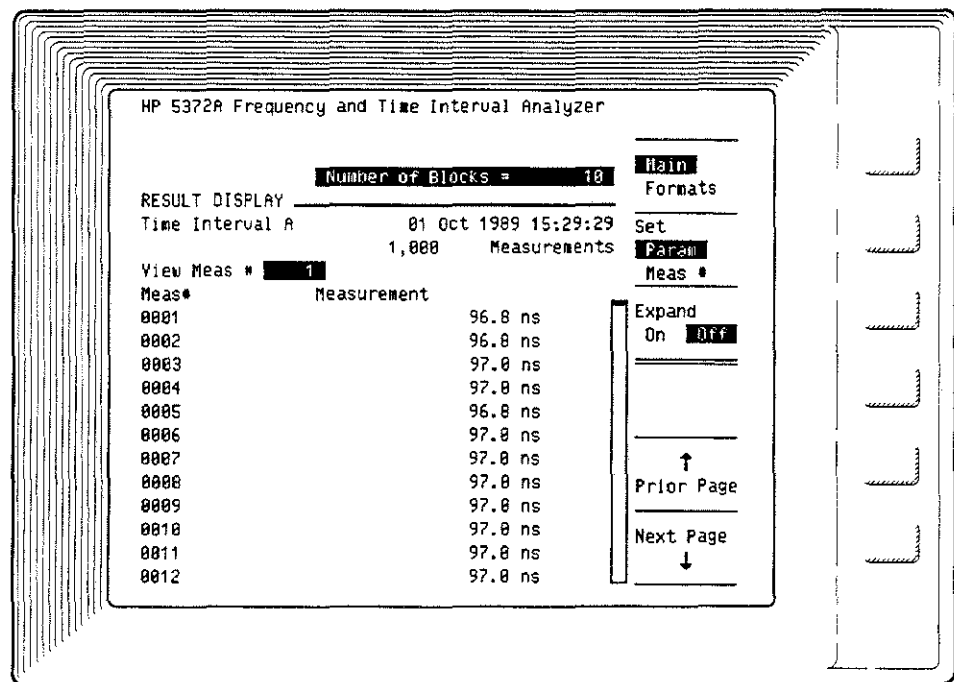 HP 5372A Frequency and Time Interval Analyzer
Number of Blocks = 10
RESULT DISPLAY
Time Interval A 01 Oct 1989 15:29:29
1,000 Measurements
View Meas # 1
Meas# Measurement
0001 96.8 ns
0002 96.8 ns
0003 97.0 ns
0004 97.0 ns
0005 96.8 ns
0006 97.0 ns
0007 97.0 ns
0008 97.0 ns
0009 97.0 ns
0010 97.0 ns
0011 97.0 ns
0012 97.0 ns
Main
Formats
Set
Param
Meas #
Expand
On Off
↑
Prior Page
Next Page
↓